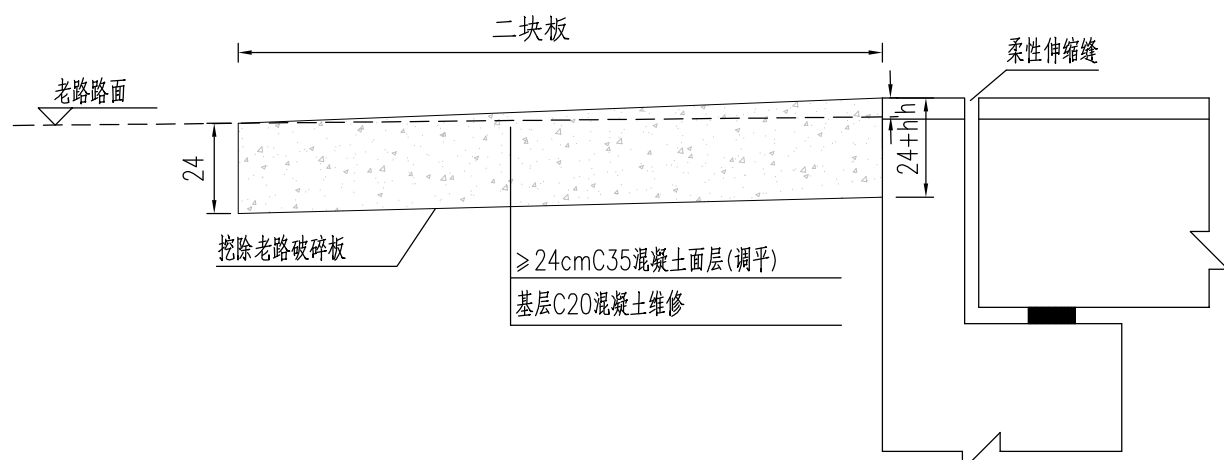 二块板
柔性伸缩缝
老路路面
h
24
24+h
挖除老路破碎板
≥24cmC35混凝土面层(调平)
基层C20混凝土维修